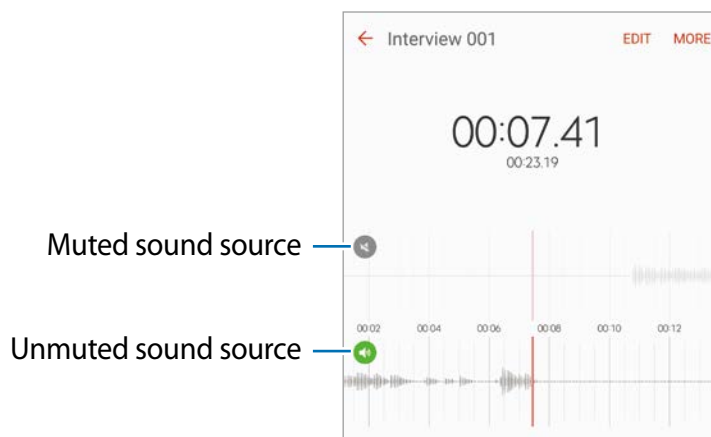 Interview 001 EDIT MORE
00:07.41
00:23.19
Muted sound source
00:02 00:04 00:06 00:08 00:10 00:12
Unmuted sound source